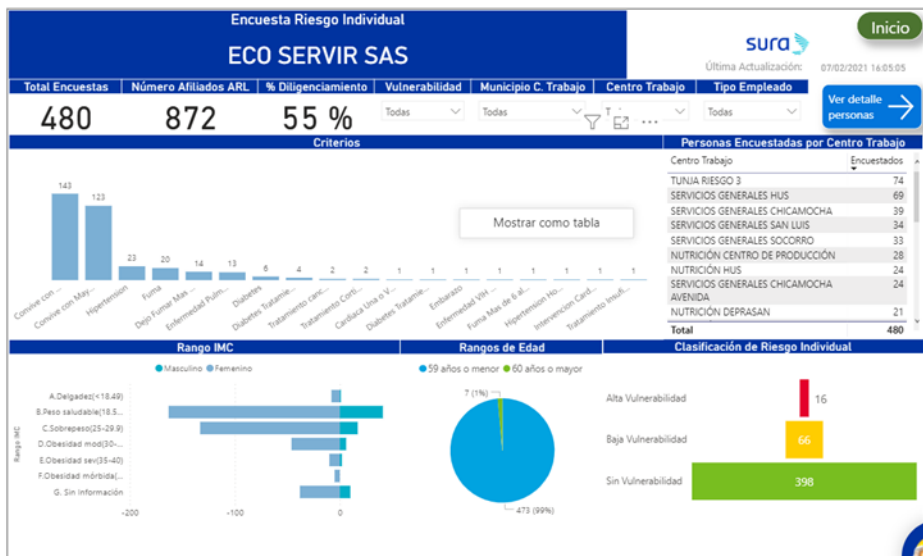 Encuesta Riesgo Individual
ECO SERVIR SAS
sura
Inicio
Última Actualización: 07/02/2021 16:05:05
Total Encuestas Número Afiliados ARL % Diligenciamiento Vulnerabilidad Municipio C. Trabajo Centro Trabajo Tipo Empleado
480 872 55 % Todas Todas Todas
Ver detalle
personas
Criterios
143
123
23 20 14 13 6 4 2 2 1 1 1 1 1 1 1 1
Convive con ...
Convive con May...
Hipertension
Fuma
Dejo Fumar Mas ...
Enfermedad Pulm...
Diabetes
Diabetes Tratamie...
Tratamiento canc...
Tratamiento Corti...
Cardiaca Una o V...
Diabetes Tratamie...
Embarazo
Enfermedad VIH ...
Fuma Mas de 6 al...
Hipertension Ho...
Intervencion Card...
Tratamiento Insufi...
Mostrar como tabla
Personas Encuestadas por Centro Trabajo
Centro Trabajo Encuestados
TUNJA RIESGO 3 74
SERVICIOS GENERALES HUS 69
SERVICIOS GENERALES CHICAMOCHA 39
SERVICIOS GENERALES SAN LUIS 34
SERVICIOS GENERALES SOCORRO 33
NUTRICIÓN CENTRO DE PRODUCCIÓN 28
NUTRICIÓN HUS 24
SERVICIOS GENERALES CHICAMOCHA 24
AVENIDA
NUTRICIÓN DEPRASAN 21
Total 480
Rango IMC
Masculino Femenino
Rango IMC
A.Delgadez(<18.49)
B.Peso saludable(18.5...
C.Sobrepeso(25-29.9)
D.Obesidad mod(30-...
E.Obesidad sev(35-40)
F.Obesidad mórbida(...
G. Sin Información
-200 -100 0
Rangos de Edad
59 años o menor 60 años o mayor
7 (1%)
473 (99%)
Clasificación de Riesgo Individual
Alta Vulnerabilidad 16
Baja Vulnerabilidad 66
Sin Vulnerabilidad 398